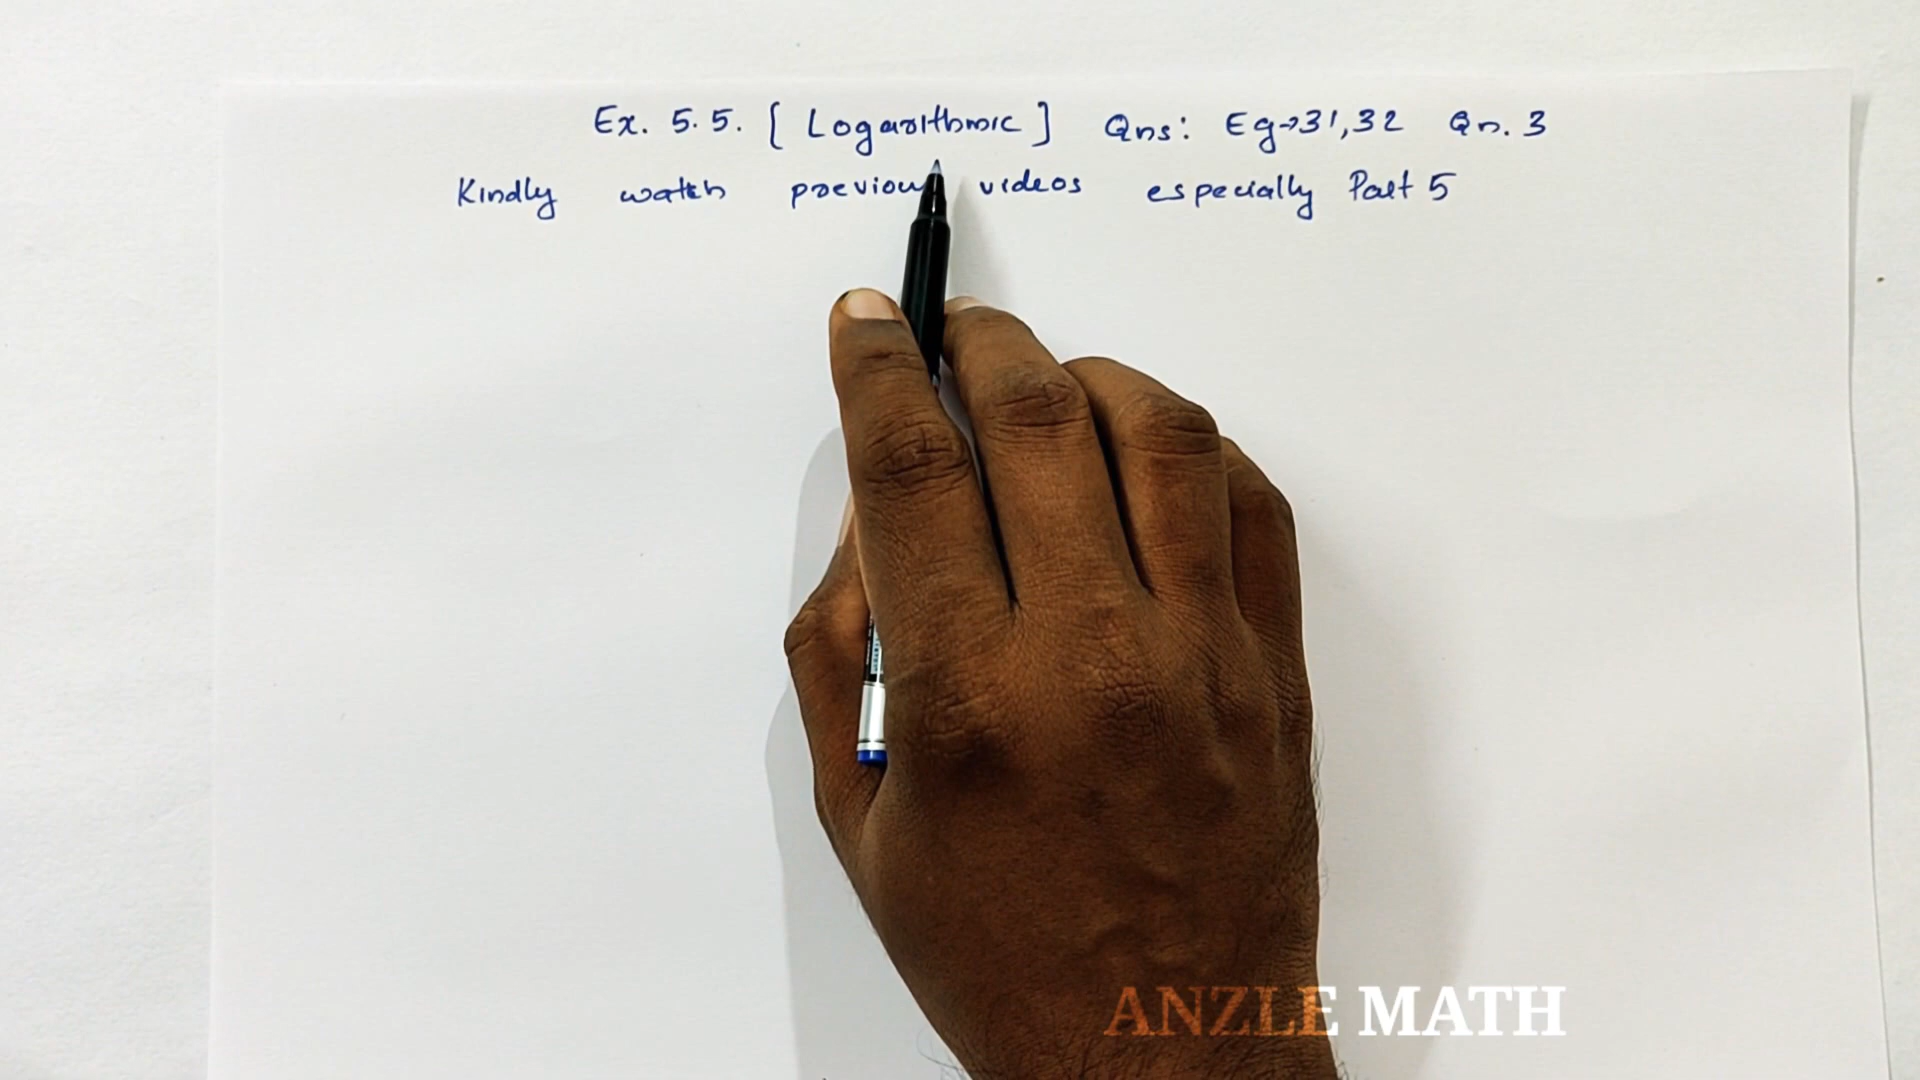 Ex. 5.5. [ Logarithmic ] Qns: Eg→31,32 Qn. 3
Kindly watch previous videos especially Part 5
ANZLE MATH